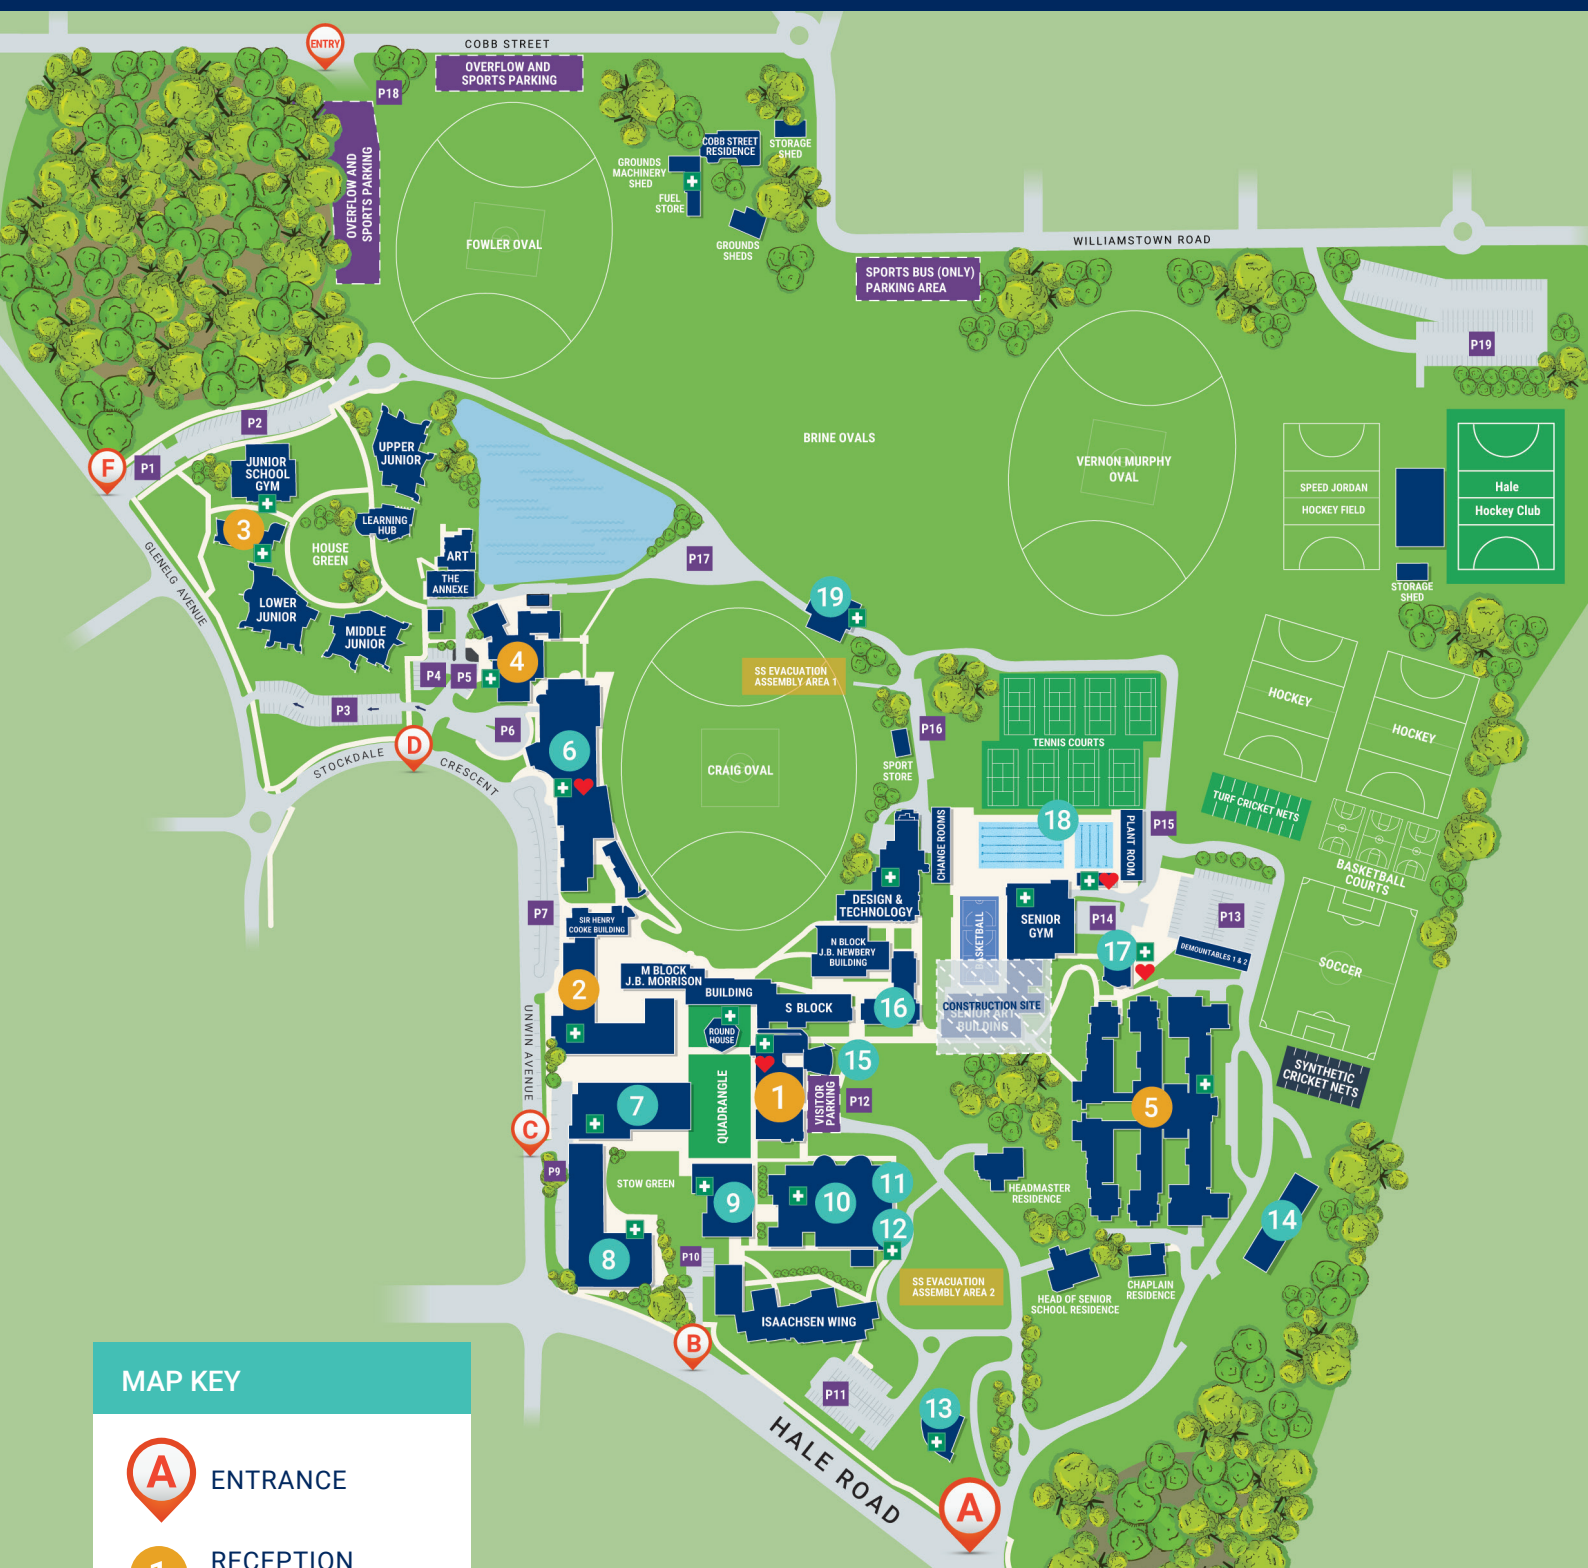 ENTRY
COBB STREET
OVERFLOW AND
SPORTS PARKING
P18
OVERFLOW AND
SPORTS PARKING
COBB STREET
RESIDENCE
STORAGE
SHED
GROUNDS
MACHINERY
SHED
FUEL
STORE
GROUNDS
SHEDS
FOWLER OVAL
WILLIAMSTOWN ROAD
SPORTS BUS (ONLY)
PARKING AREA
P19
P2
F
P1
JUNIOR
SCHOOL
GYM
UPPER
JUNIOR
BRINE OVALS
VERNON MURPHY
OVAL
SPEED JORDAN
HOCKEY FIELD
Hale
Hockey Club
STORAGE
SHED
3
LEARNING
HUB
HOUSE
GREEN
ART
THE
ANNEXE
GLENELG AVENUE
LOWER
JUNIOR
MIDDLE
JUNIOR
P17
19
4
P4
P5
SS EVACUATION
ASSEMBLY AREA 1
P3
P6
D
STOCKDALE
CRESCENT
6
CRAIG OVAL
SPORT
STORE
P16
TENNIS COURTS
HOCKEY
HOCKEY
TURF CRICKET NETS
BASKETBALL
COURTS
18
CHANGE ROOMS
PLANT ROOM
P15
P7
SIR HENRY
COOKE BUILDING
DESIGN &
TECHNOLOGY
BASKETBALL
SENIOR
GYM
P14
P13
17
DEMOUNTABLES 1 & 2
SOCCER
N BLOCK
J.B. NEWBERY
BUILDING
M BLOCK
J.B. MORRISON
BUILDING
2
S BLOCK
16
CONSTRUCTION SITE
SENIOR ART
BUILDING
UNWIN AVENUE
ROUND
HOUSE
15
SYNTHETIC
CRICKET NETS
7
QUADRANGLE
1
VISITOR
PARKING
P12
5
C
P9
STOW GREEN
9
10
11
12
HEADMASTER
RESIDENCE
14
8
P10
SS EVACUATION
ASSEMBLY AREA 2
HEAD OF SENIOR
SCHOOL RESIDENCE
CHAPLAIN
RESIDENCE
ISAACHSEN WING
B
P11
13
HALE ROAD
A
MAP KEY
A
ENTRANCE
1
RECEPTION